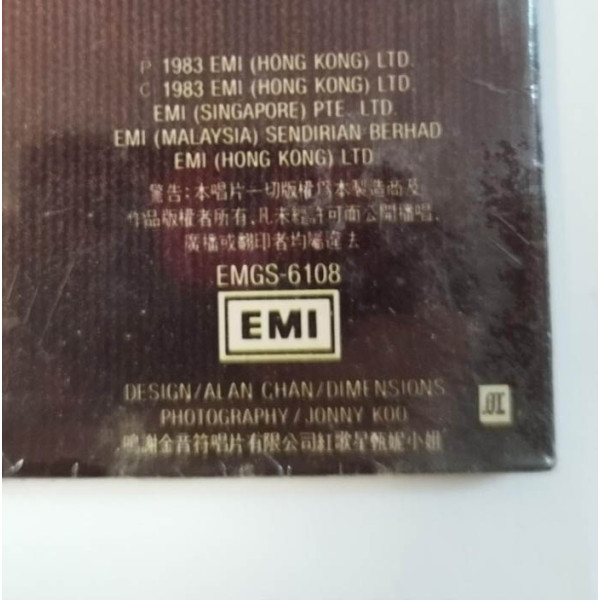 P 1983 EMI (HONG KONG) LTD.
C 1983 EMI (HONG KONG) LTD.
EMI (SINGAPORE) PTE. LTD.
EMI (MALAYSIA) SENDIRIAN BERHAD
EMI (HONG KONG) LTD
警告：本唱片一切版權爲本製造品及
作品版權者所有，凡未經許可而公開播唱，
廣播或翻印者均屬違法
EMGS-6108
EMI
DESIGN/ALAN CHAN/DIMENSIONS
PHOTOGRAPHY/JONNY KOO
鳴謝金音符唱片有限公司紅歌星甄妮小姐